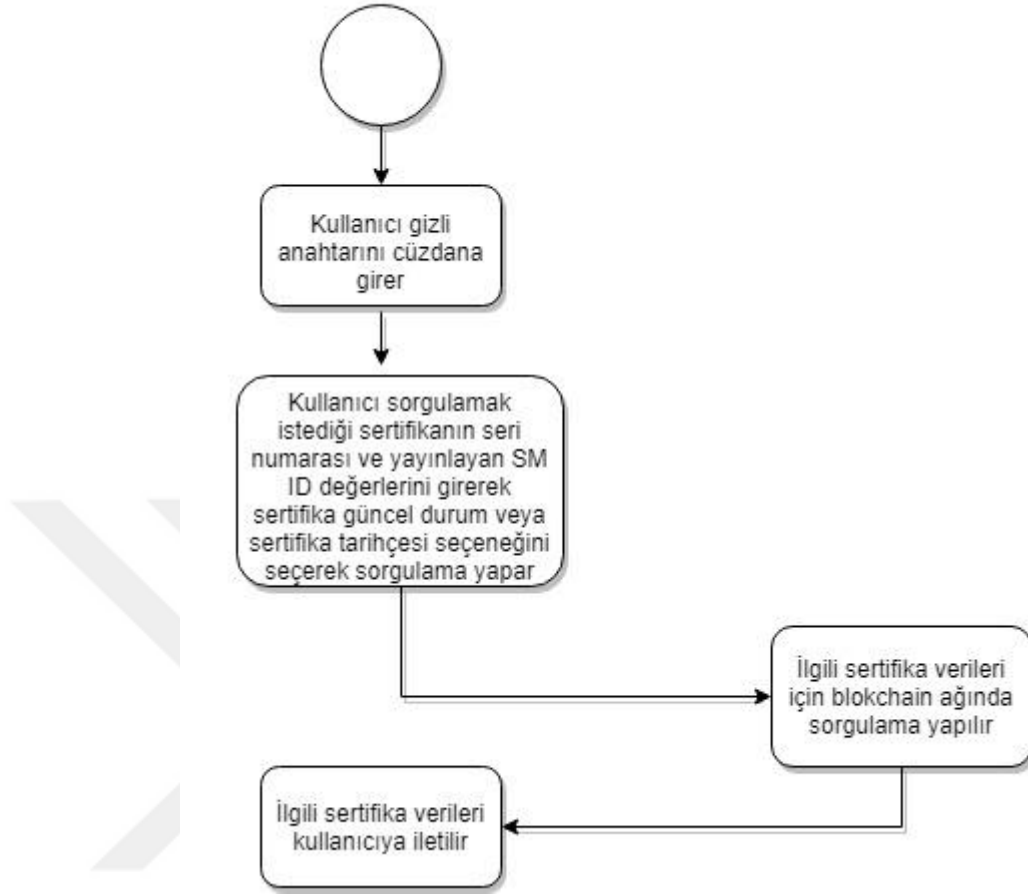 Kullanıcı gizli
anahtarını cüzdana
girer
Kullanıcı sorgulamak
istediği sertifikanın seri
numarası ve yayınlayan SM
ID değerlerini girerek
sertifika güncel durum veya
sertifika tarihçesi seçeneğini
seçerek sorgulama yapar
İlgili sertifika verileri
için blokchain ağında
sorgulama yapılır
İlgili sertifika verileri
kullanıcıya iletilir